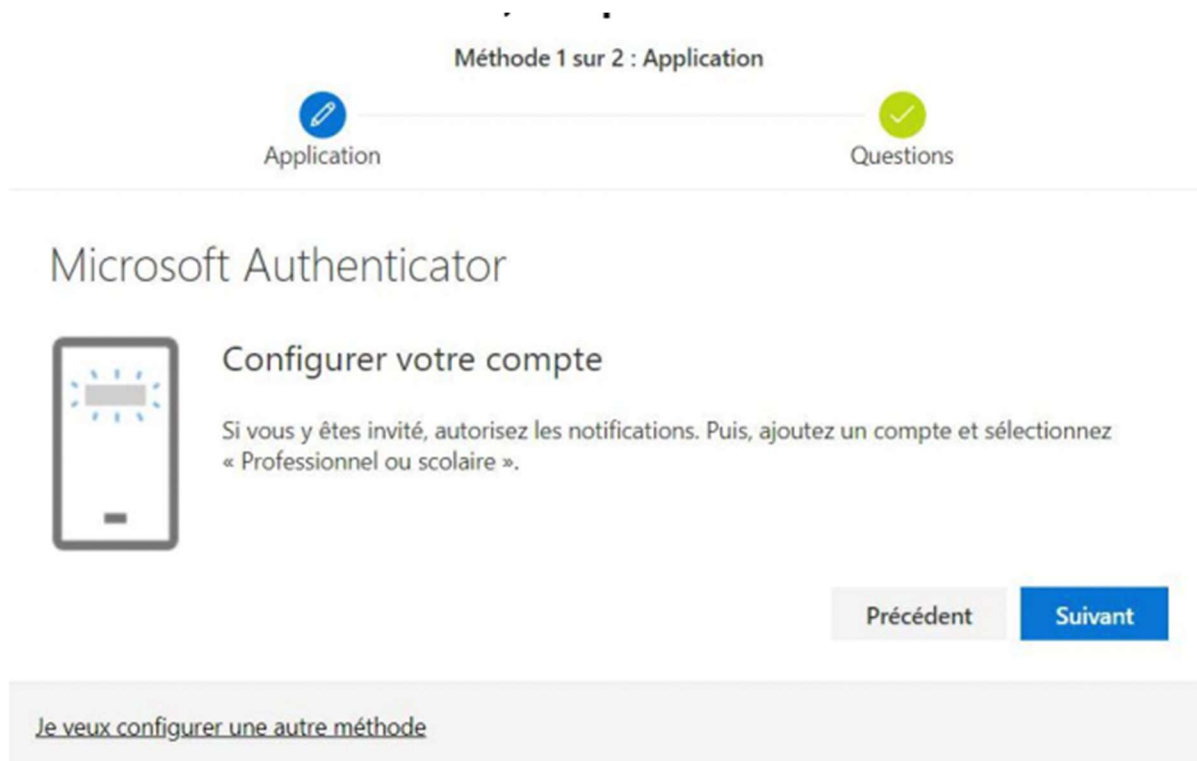 Méthode 1 sur 2 : Application
Application
Questions
Microsoft Authenticator
Configurer votre compte
Si vous y êtes invité, autorisez les notifications. Puis, ajoutez un compte et sélectionnez
« Professionnel ou scolaire ».
Précédent
Suivant
Je veux configurer une autre méthode